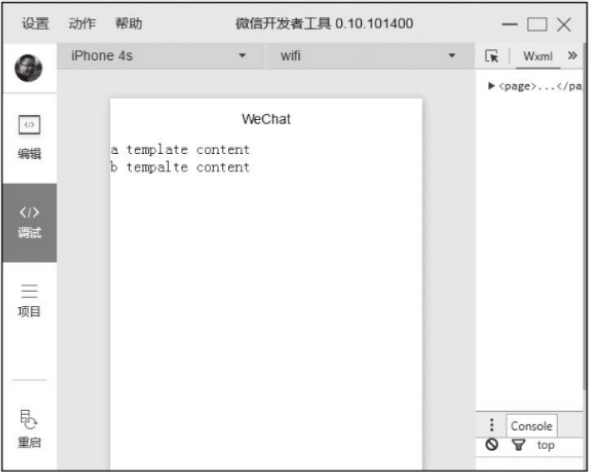 设置 动作 帮助 微信开发者工具 0.10.101400
iPhone 4s wifi Wxml »
▶<page>...</pa
WeChat
</>
编辑
a template content
b tempalte content
</>
调试
项目
重启
Console
top